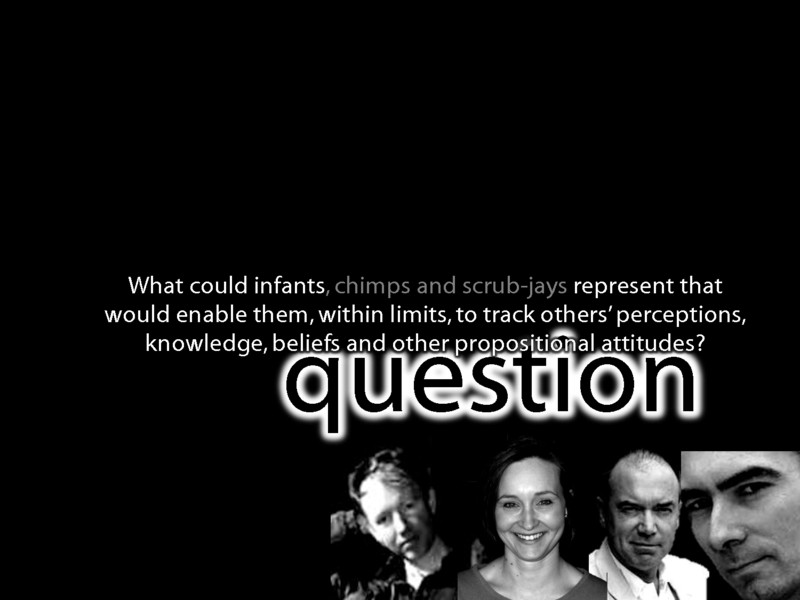 What could infants, chimps and scrub-jays represent that
would enable them, within limits, to track others’ perceptions,
knowledge, beliefs and other propositional attitudes?
question